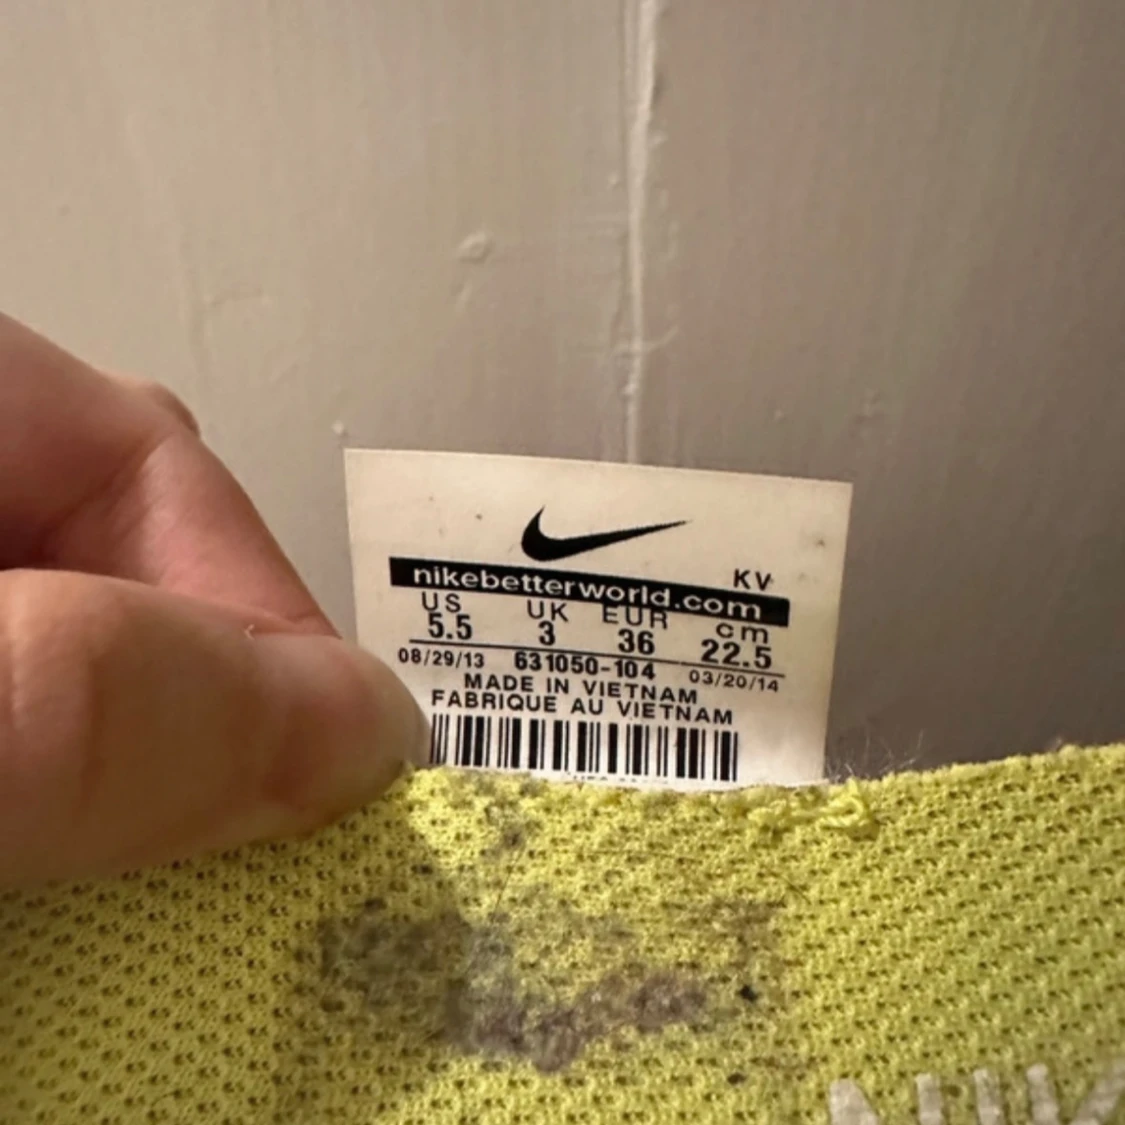 KV
nikebetterworld.com
US UK EUR cm
5.5 3 36 22.5
08/29/13 631050-104 03/20/14
MADE IN VIETNAM
FABRIQUE AU VIETNAM